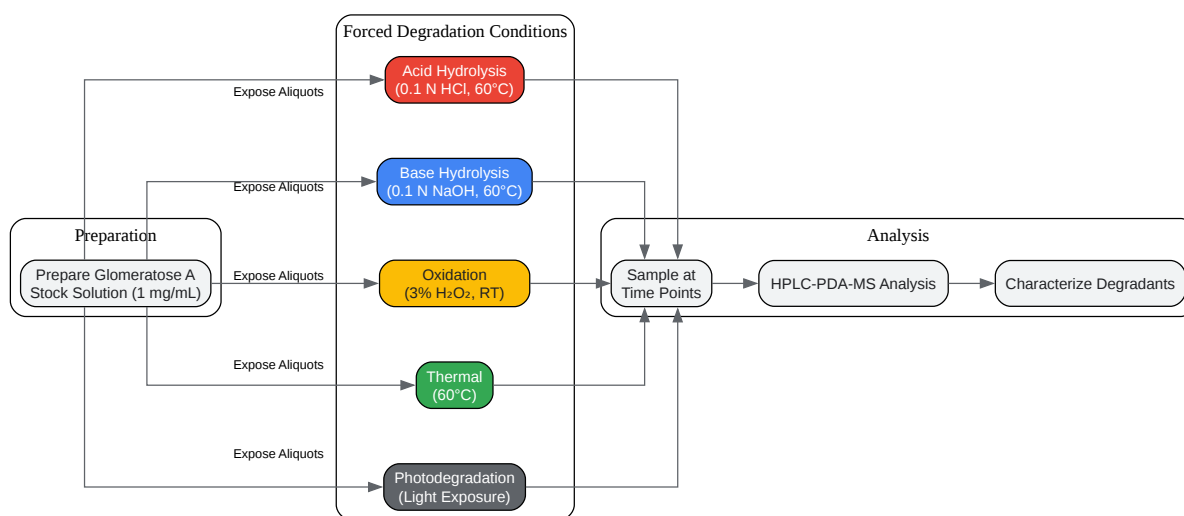 Forced Degradation Conditions
Acid Hydrolysis
(0.1 N HCl, 60°C)
Expose Aliquots
Base Hydrolysis
(0.1 N NaOH, 60°C)
Expose Aliquots
Preparation
Prepare Glomeratose A
Stock Solution (1 mg/mL)
Expose Aliquots
Oxidation
(3% H₂O₂, RT)
Analysis
Sample at
Time Points
HPLC-PDA-MS Analysis
Characterize Degradants
Expose Aliquots
Thermal
(60°C)
Expose Aliquots
Photodegradation
(Light Exposure)